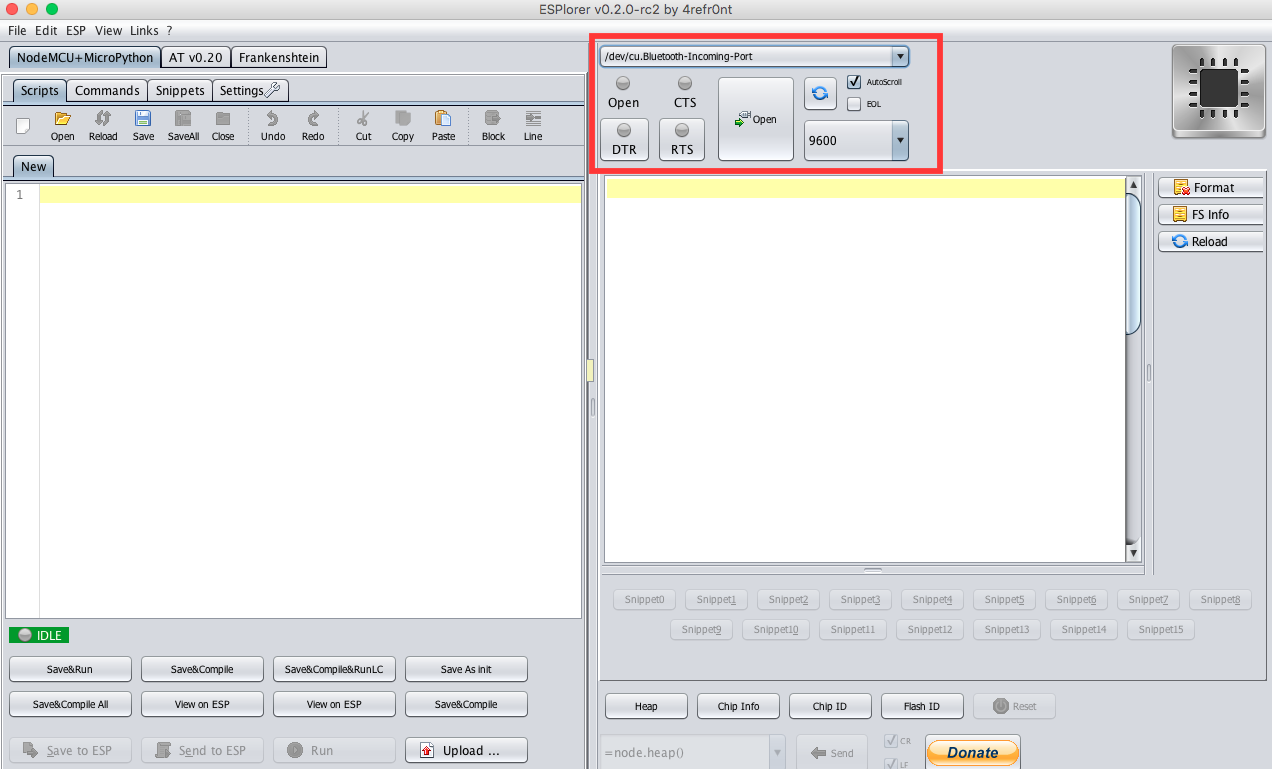 ESPlorer v0.2.0-rc2 by 4refr0nt
File Edit ESP View Links ?
NodeMCU+MicroPython AT v0.20 Frankenshtein
Scripts Commands Snippets Settings
Open Reload Save SaveAll Close Undo Redo Cut Copy Paste Block Line
New
1
/dev/cu.Bluetooth-Incoming-Port
Open CTS
DTR RTS
Open
AutoScroll
EOL
9600
Format
FS Info
Reload
Snippet0 Snippet1 Snippet2 Snippet3 Snippet4 Snippet5 Snippet6 Snippet7 Snippet8
Snippet9 Snippet10 Snippet11 Snippet12 Snippet13 Snippet14 Snippet15
IDLE
Save&Run Save&Compile Save&Compile&RunLC Save As init
Save&Compile All View on ESP View on ESP Save&Compile
Save to ESP Send to ESP Run Upload ...
Heap Chip Info Chip ID Flash ID Reset
=node.heap() Send CR
LF
Donate